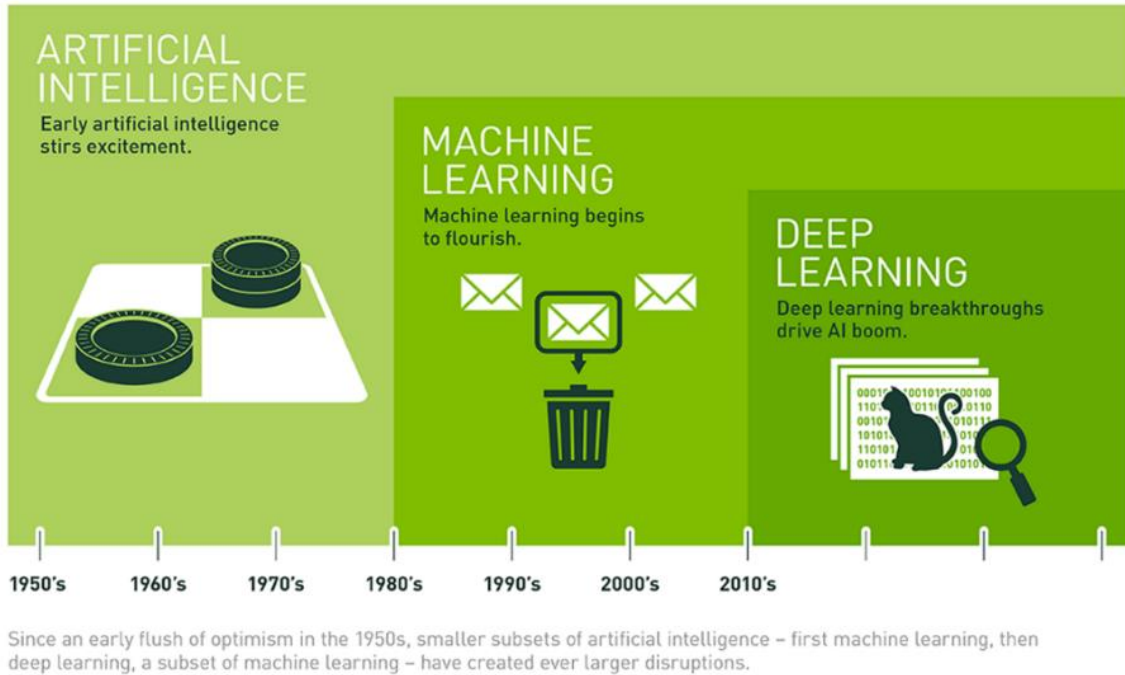 ARTIFICIAL
INTELLIGENCE
Early artificial intelligence
stirs excitement.
MACHINE
LEARNING
Machine learning begins
to flourish.
DEEP
LEARNING
Deep learning breakthroughs
drive AI boom.
1950's 1960's 1970's 1980's 1990's 2000's 2010's
Since an early flush of optimism in the 1950s, smaller subsets of artificial intelligence – first machine learning, then
deep learning, a subset of machine learning – have created ever larger disruptions.